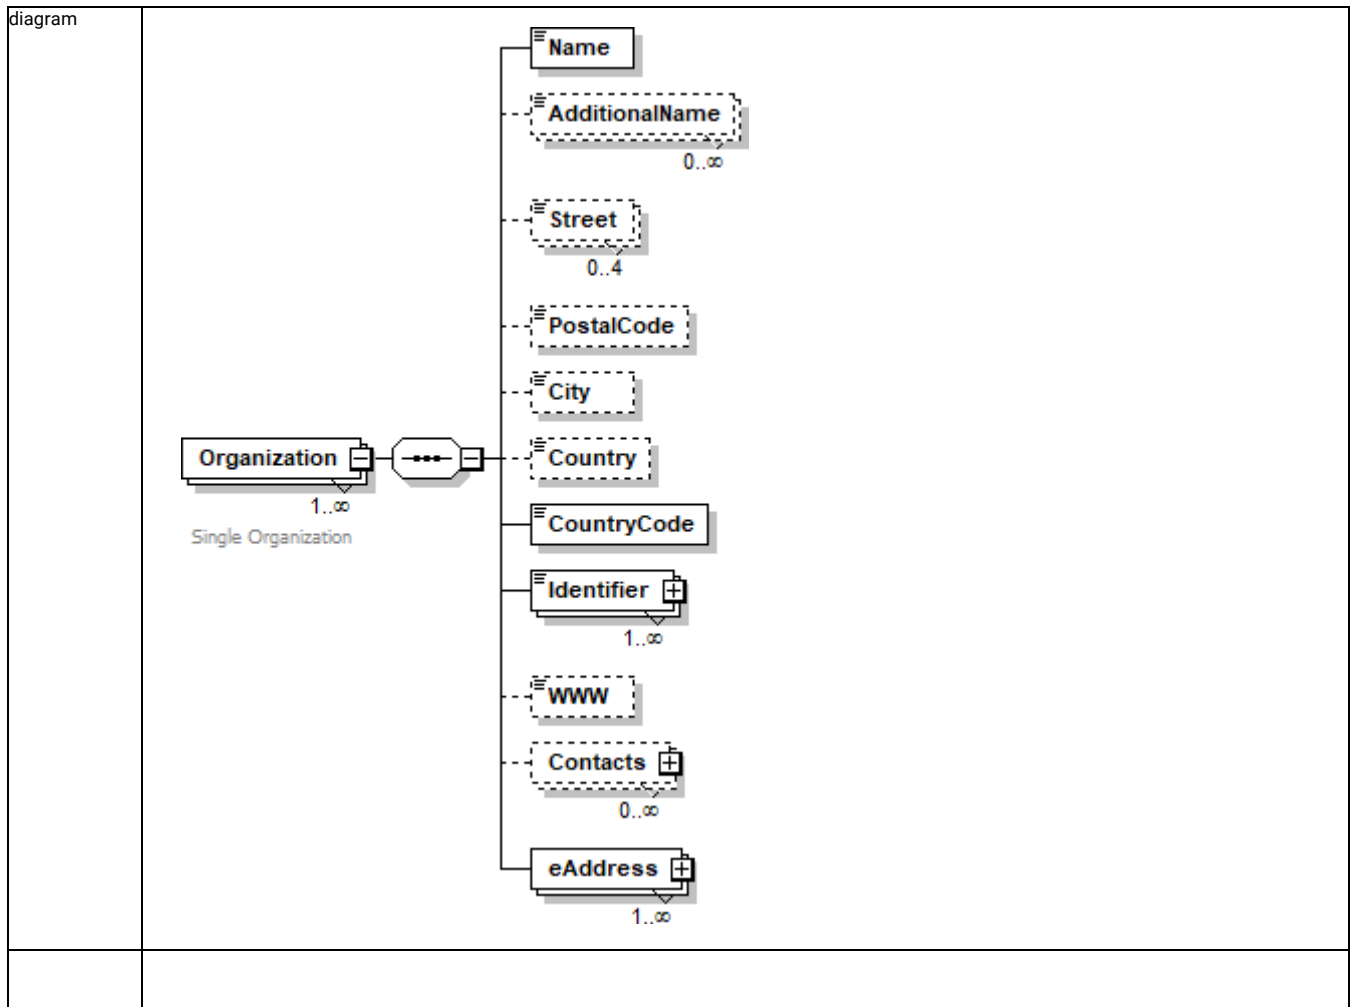 diagram
Name
AdditionalName
0..∞
Street
0..4
PostalCode
City
Organization
1..∞
Single Organization
Country
CountryCode
Identifier
1..∞
WWW
Contacts
0..∞
eAddress
1..∞